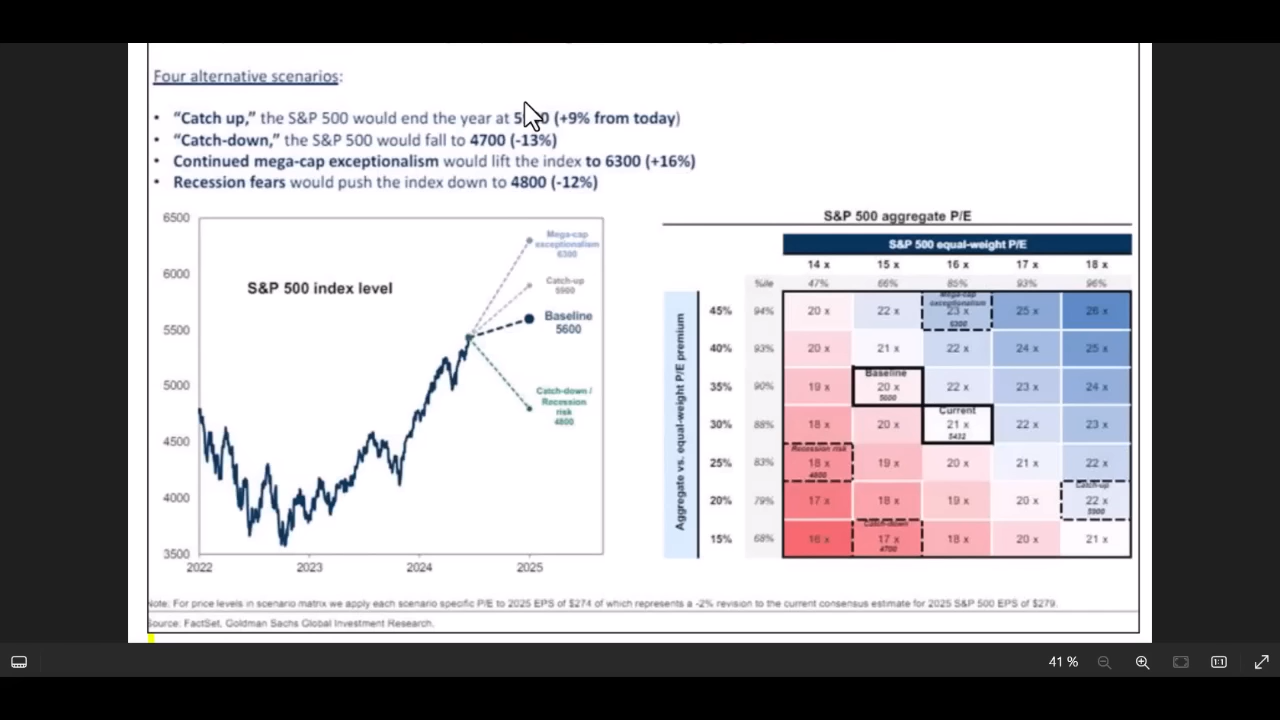 Four alternative scenarios:
• “Catch up,” the S&P 500 would end the year at (+9% from today)
• “Catch-down,” the S&P 500 would fall to 4700 (-13%)
• Continued mega-cap exceptionalism would lift the index to 6300 (+16%)
• Recession fears would push the index down to 4800 (-12%)
S&P 500 index level
6500
6000
5500
5000
4500
4000
3500
2022 2023 2024 2025
Mega-cap
exceptionalism
6300
Catch-up
5900
Baseline
5600
Catch-down /
Recession
risk
4800
S&P 500 aggregate P/E
S&P 500 equal-weight P/E
14 x 15 x 16 x 17 x 18 x
%ile 47% 66% 85% 93% 96%
Aggregate vs. equal-weight P/E premium
Mega-cap
exceptionalism
45% 94% 20 x 22 x 23 x 25 x 26 x
6300
40% 93% 20 x 21 x 22 x 24 x 25 x
Baseline
35% 90% 19 x 20 x 22 x 23 x 24 x
5600
Current
30% 88% 18 x 20 x 21 x 22 x 23 x
5432
Recession risk
25% 83% 18 x 19 x 20 x 21 x 22 x
4800
Catch-up
20% 79% 17 x 18 x 19 x 20 x 22 x
5900
Catch-down
15% 68% 16 x 17 x 18 x 20 x 21 x
4700
Note: For price levels in scenario matrix we apply each scenario specific P/E to 2025 EPS of $274 of which represents a -2% revision to the current consensus estimate for 2025 S&P 500 EPS of $279.
Source: FactSet, Goldman Sachs Global Investment Research.
41 %
1:1